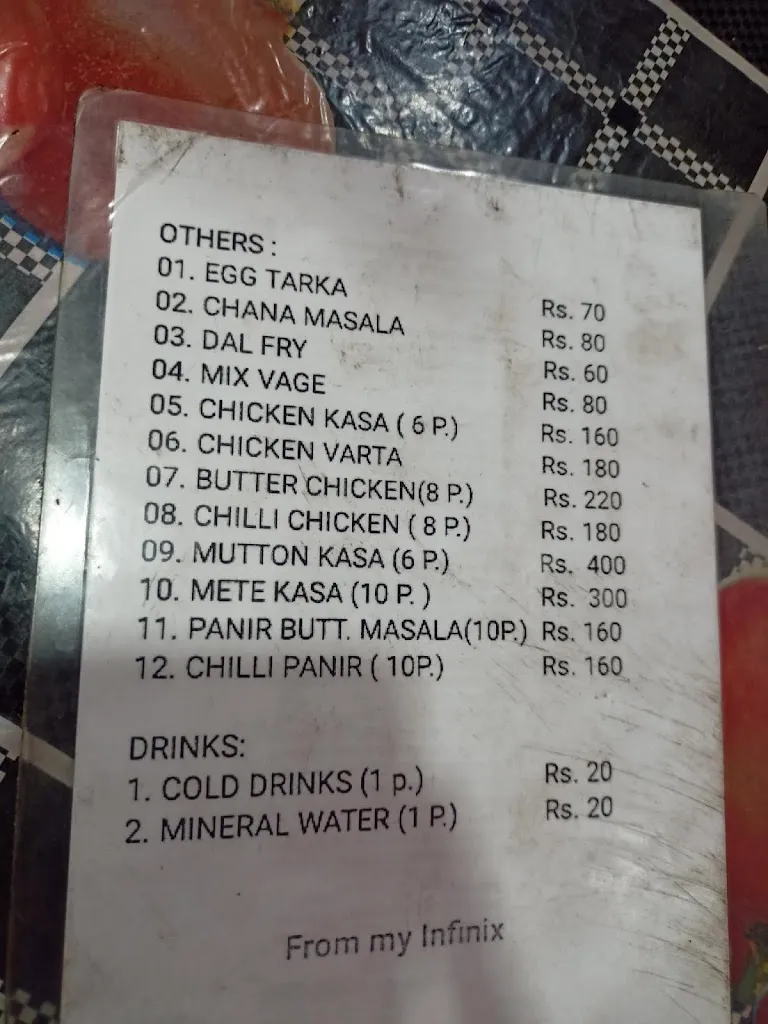 OTHERS :
01. EGG TARKA Rs. 70
02. CHANA MASALA Rs. 80
03. DAL FRY Rs. 60
04. MIX VAGE Rs. 80
05. CHICKEN KASA ( 6 P.) Rs. 160
06. CHICKEN VARTA Rs. 180
07. BUTTER CHICKEN(8 P.) Rs. 220
08. CHILLI CHICKEN ( 8 P.) Rs. 180
09. MUTTON KASA (6 P.) Rs. 400
10. METE KASA (10 P. ) Rs. 300
11. PANIR BUTT. MASALA(10P.) Rs. 160
12. CHILLI PANIR ( 10P.) Rs. 160
DRINKS:
1. COLD DRINKS (1 p.) Rs. 20
2. MINERAL WATER (1 P.) Rs. 20
From my Infinix